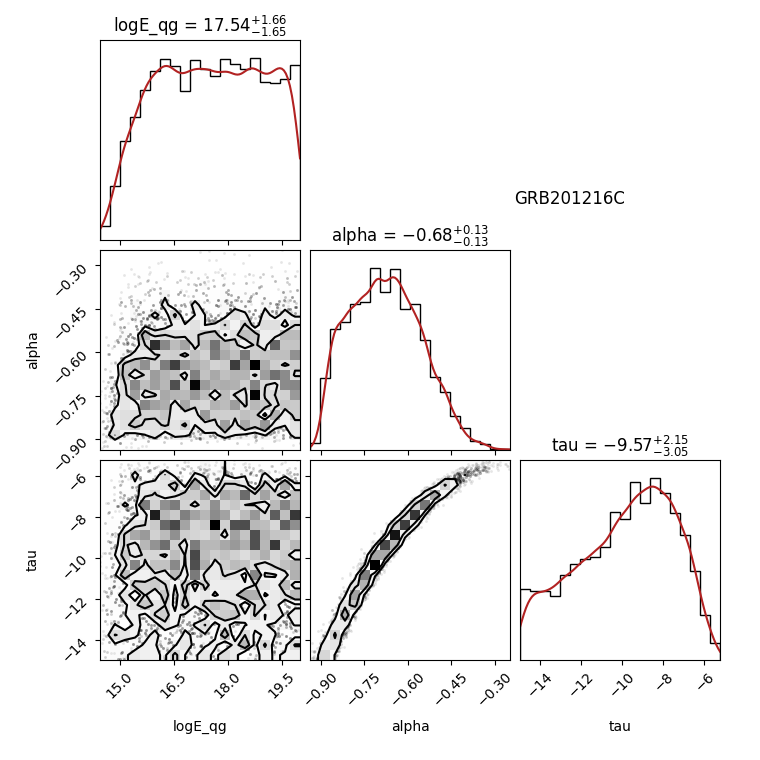 logE_qg = 17.54+1.66 −1.65
GRB201216C
alpha = −0.68+0.13 −0.13
−0.30
−0.45
−0.60
−0.75
−0.90
alpha
tau = −9.57+2.15 −3.05
−6
−8
−10
−12
−14
tau
15.0 16.5 18.0 19.5 −0.90 −0.75 −0.60 −0.45 −0.30 −14 −12 −10 −8 −6
logE_qg alpha tau